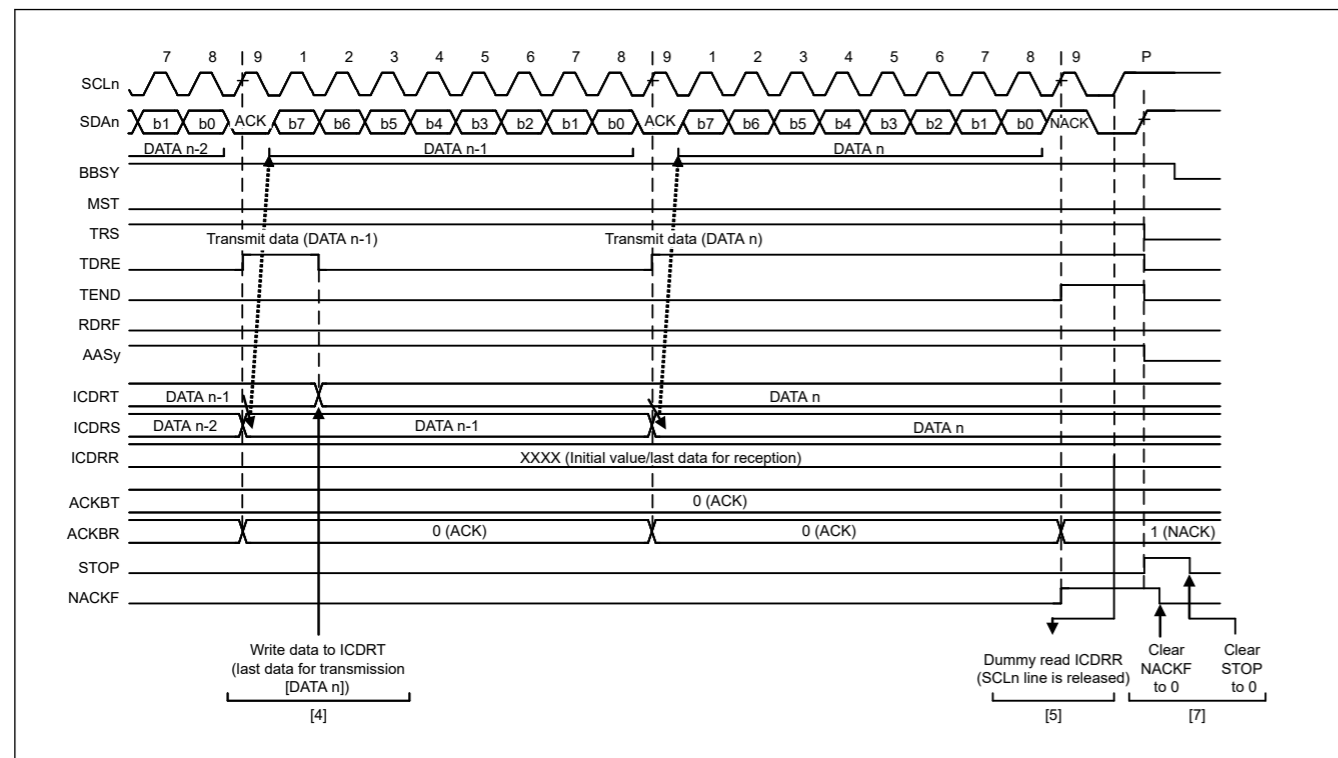 7 8 9 1 2 3 4 5 6 7 8 9 1 2 3 4 5 6 7 8 9 P
SCLn
SDAn b1 b0 ACK b7 b6 b5 b4 b3 b2 b1 b0 ACK b7 b6 b5 b4 b3 b2 b1 b0 NACK
DATA n-2 DATA n-1 DATA n
BBSY
MST
TRS
Transmit data (DATA n-1) Transmit data (DATA n)
TDRE
TEND
RDRF
AASy
ICDRT DATA n-1 DATA n
ICDRS DATA n-2 DATA n-1 DATA n
ICDRR XXXX (Initial value/last data for reception)
ACKBT 0 (ACK)
ACKBR 0 (ACK) 0 (ACK) 1 (NACK)
STOP
NACKF
Write data to ICDRT
(last data for transmission
[DATA n])
[4]
Dummy read ICDRR
(SCLn line is released)
[5]
Clear
NACKF
to 0
Clear
STOP
to 0
[7]